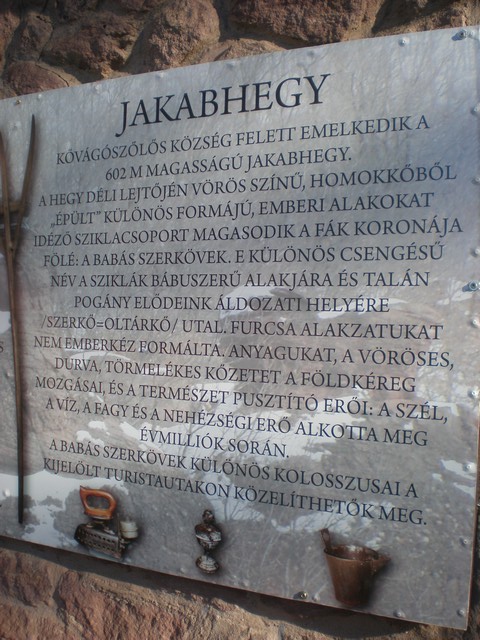 JAKABHEGY
KŐVÁGÓSZŐLŐS KÖZSÉG FELETT EMELKEDIK A
602 M MAGASSÁGÚ JAKABHEGY.
A HEGY DÉLI LEJTŐJÉN VÖRÖS SZÍNŰ, HOMOKKŐBŐL
„ÉPÜLT” KÜLÖNÖS FORMÁJÚ, EMBERI ALAKOKAT
IDÉZŐ SZIKLACSOPORT MAGASODIK A FÁK KORONÁJA
FÖLÉ: A BABÁS SZERKÖVEK. E KÜLÖNÖS CSENGÉSŰ
NÉV A SZIKLÁK BÁBUSZERŰ ALAKJÁRA ÉS TALÁN
POGÁNY ELŐDEINK ÁLDOZATI HELYÉRE
/SZERKŐ=OLTÁRKŐ/ UTAL. FURCSA ALAKZATUKAT
NEM EMBERKÉZ FORMÁLTA. ANYAGUKAT, A VÖRÖSES,
DURVA, TÖRMELÉKES KŐZETET A FÖLDKÉREG
MOZGÁSAI, ÉS A TERMÉSZET PUSZTÍTÓ ERŐI: A SZÉL,
A VÍZ, A FAGY ÉS A NEHÉZSÉGI ERŐ ALKOTTA MEG
ÉVMILLIÓK SORÁN.
A BABÁS SZERKÖVEK KÜLÖNÖS KOLOSSZUSAI A
KIJELÖLT TURISTAUTAKON KÖZELÍTHETŐK MEG.